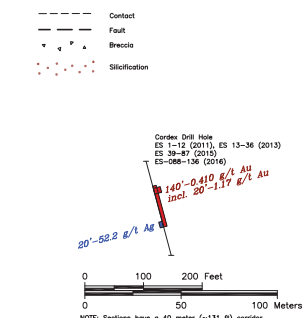 Contact
Fault
Breccia
Silicification
Cordex Drill Hole
ES 1-12 (2011), ES 13-36 (2013)
ES 39-87 (2015)
ES-088-136 (2016)
140'-0.410 g/t Au
incl. 20'-1.17 g/t Au
20'-52.2 g/t Ag
0 100 200 Feet
0 50 100 Meters
NOTE: Sections have a 40 meter (~131 ft) corridor